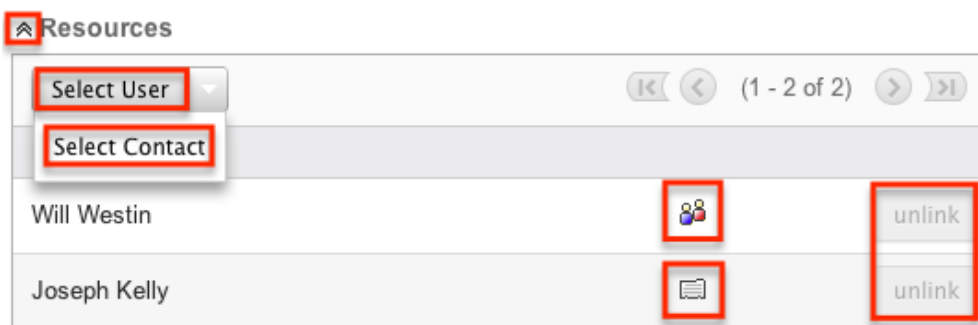 Resources
Select User (1 - 2 of 2)
Select Contact
Will Westin unlink
Joseph Kelly unlink